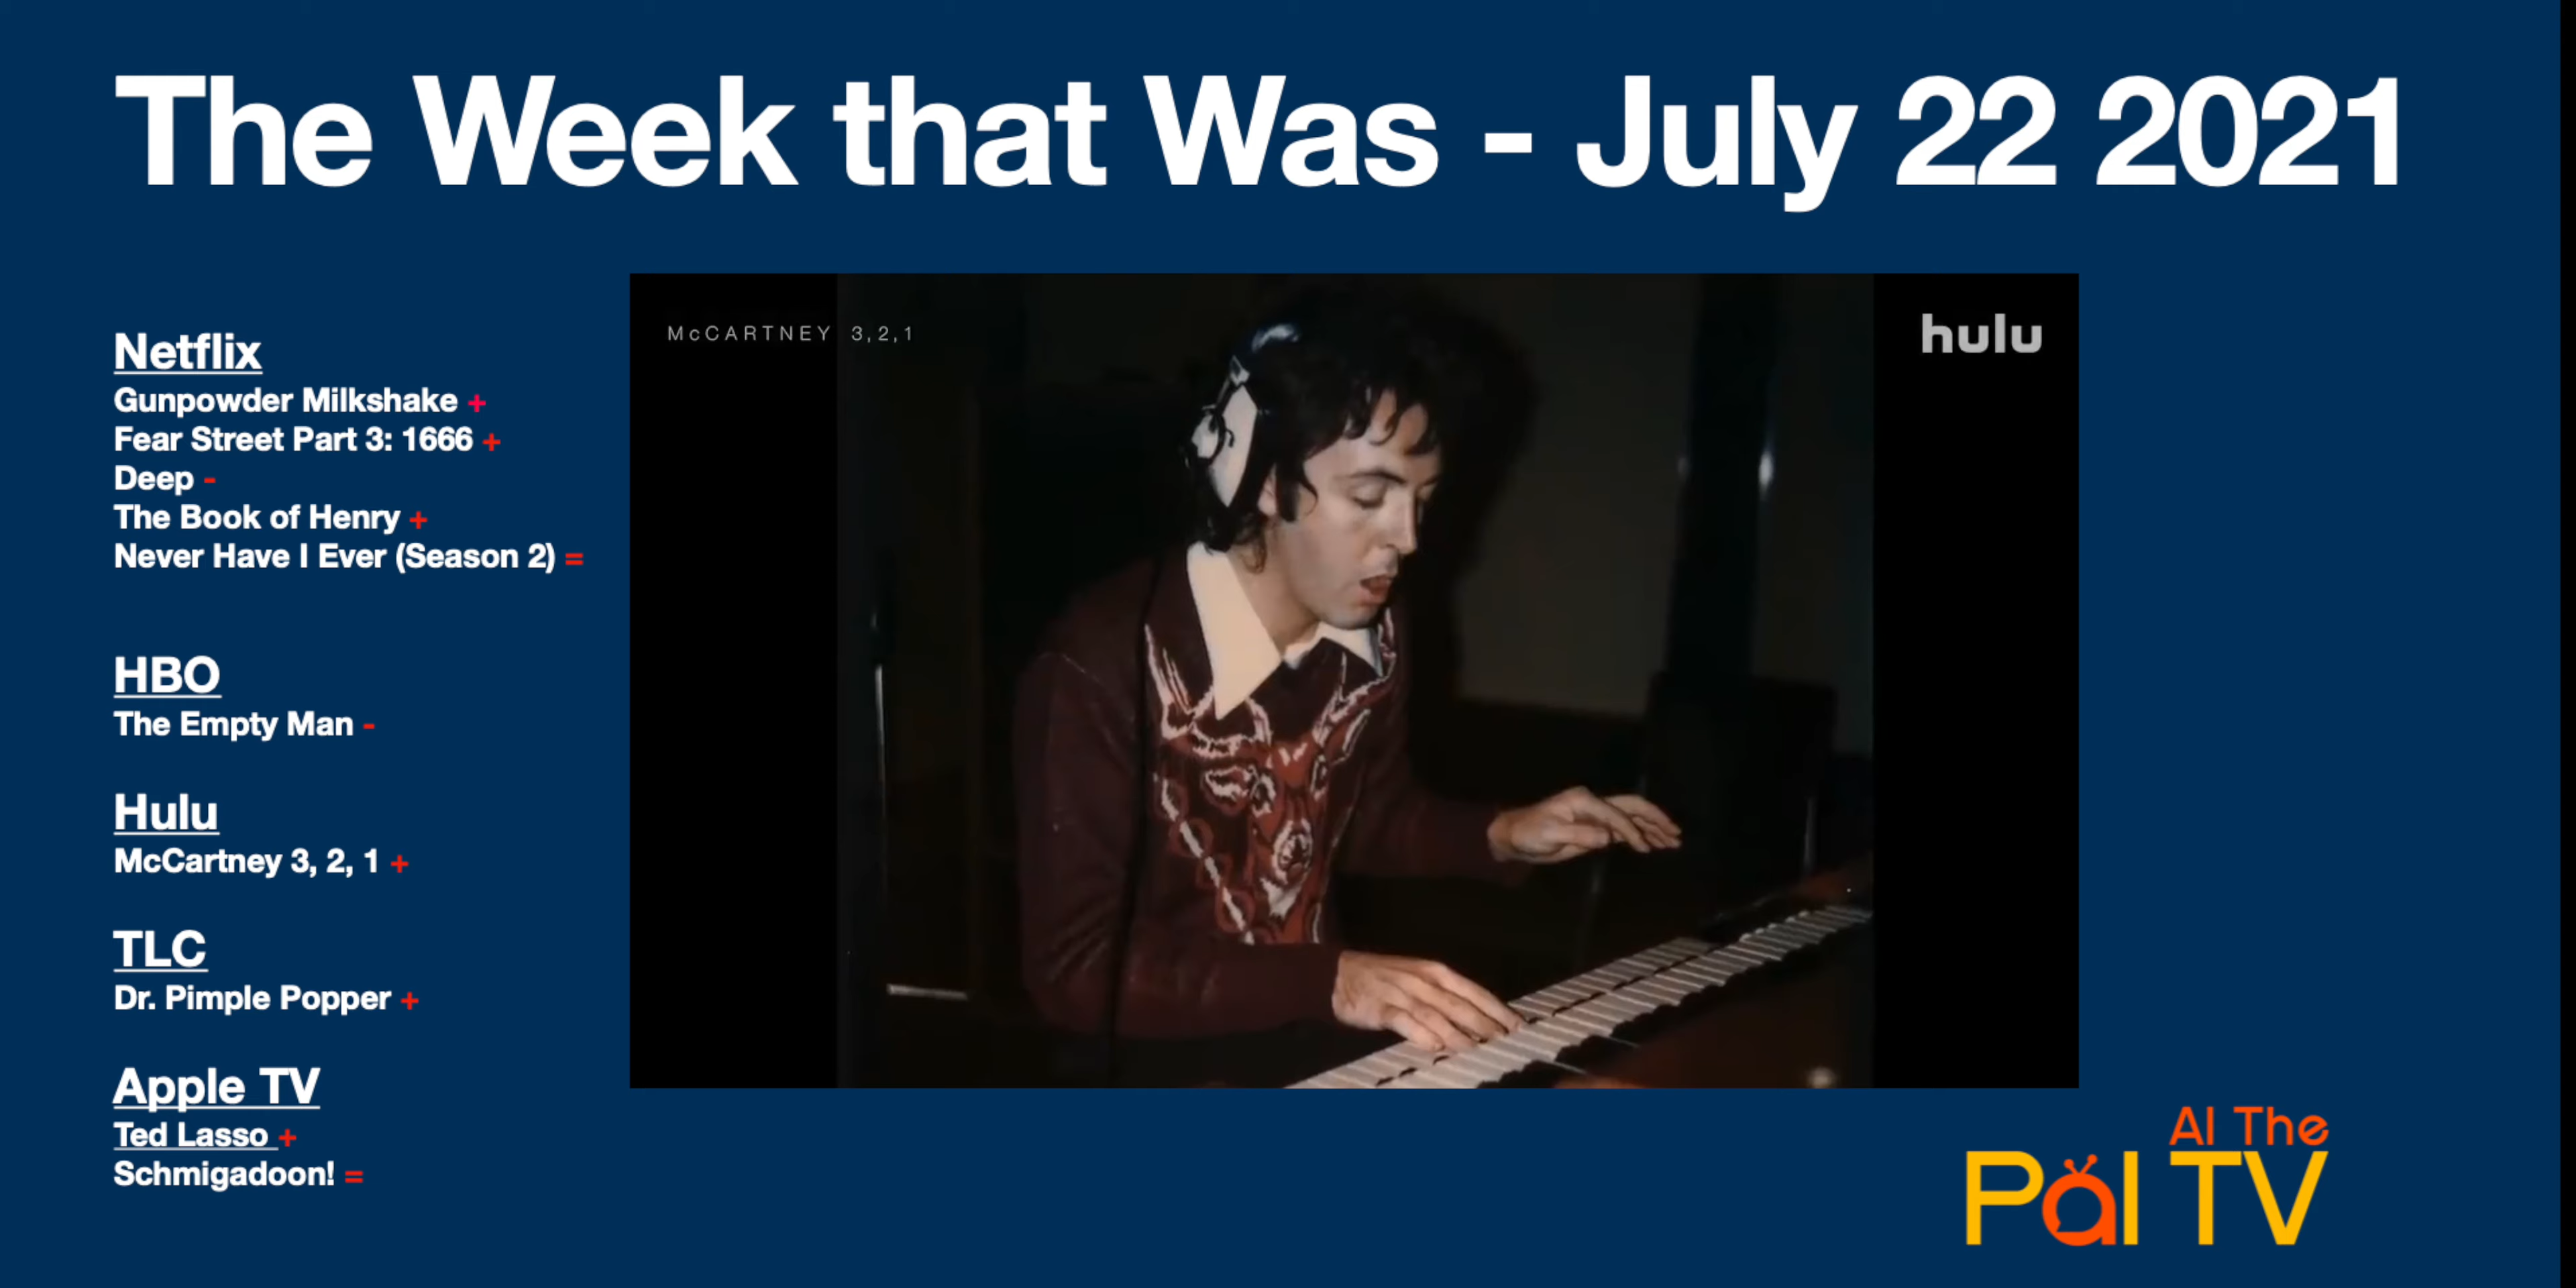 The Week that Was - July 22 2021
Netflix
Gunpowder Milkshake +
Fear Street Part 3: 1666 +
Deep -
The Book of Henry +
Never Have I Ever (Season 2) =
HBO
The Empty Man -
Hulu
McCartney 3, 2, 1 +
TLC
Dr. Pimple Popper +
Apple TV
Ted Lasso +
Schmigadoon! =
McCARTNEY 3,2,1
hulu
Al The
Pal TV